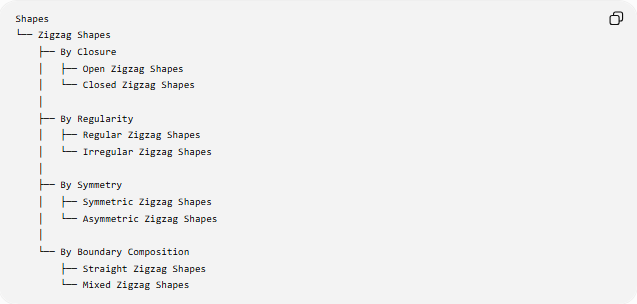 Shapes
└── Zigzag Shapes
    ├── By Closure
    │   ├── Open Zigzag Shapes
    │   └── Closed Zigzag Shapes
    │
    ├── By Regularity
    │   ├── Regular Zigzag Shapes
    │   └── Irregular Zigzag Shapes
    │
    ├── By Symmetry
    │   ├── Symmetric Zigzag Shapes
    │   └── Asymmetric Zigzag Shapes
    │
    └── By Boundary Composition
        ├── Straight Zigzag Shapes
        └── Mixed Zigzag Shapes